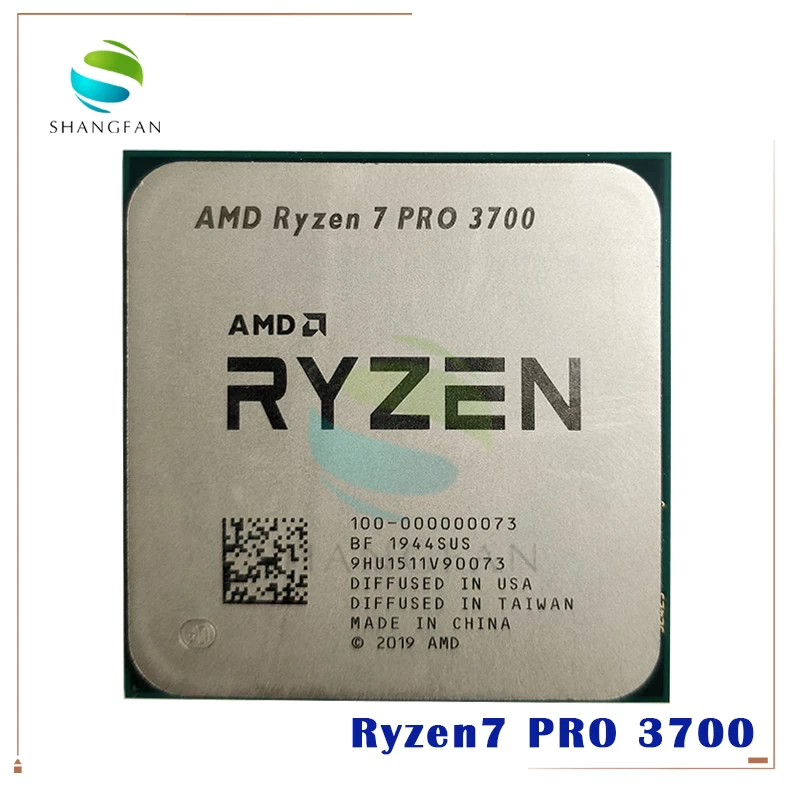 SHANGFAN
AMD Ryzen 7 PRO 3700
AMD
RYZEN
100-000000073
BF 1944SUS
SHANGFAN
9HU1511V90073
DIFFUSED IN USA
DIFFUSED IN TAIWAN
MADE IN CHINA
© 2019 AMD
Ryzen7 PRO 3700